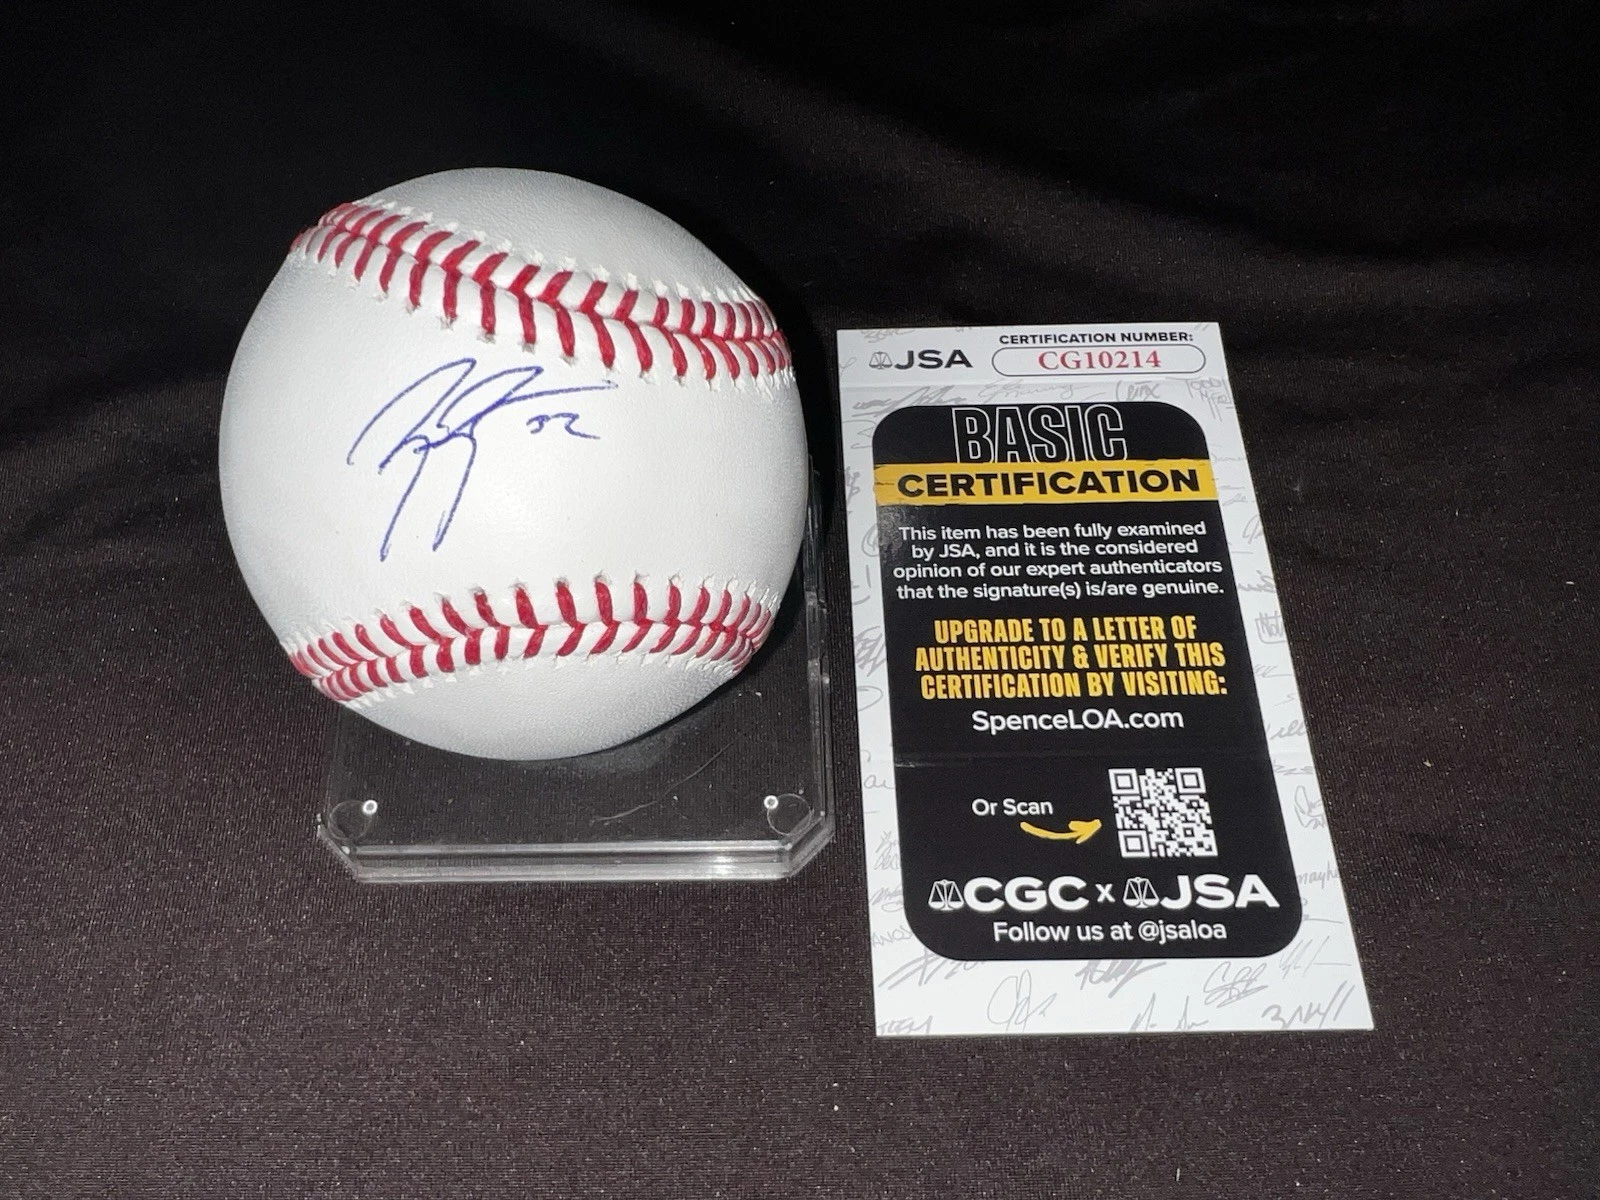 32
JSA
CERTIFICATION NUMBER:
CG10214
BASIC
CERTIFICATION
This item has been fully examined
by JSA, and it is the considered
opinion of our expert authenticators
that the signature(s) is/are genuine.
UPGRADE TO A LETTER OF
AUTHENTICITY & VERIFY THIS
CERTIFICATION BY VISITING:
SpenceLOA.com
Or Scan
CGC x JSA
Follow us at @jsaloa